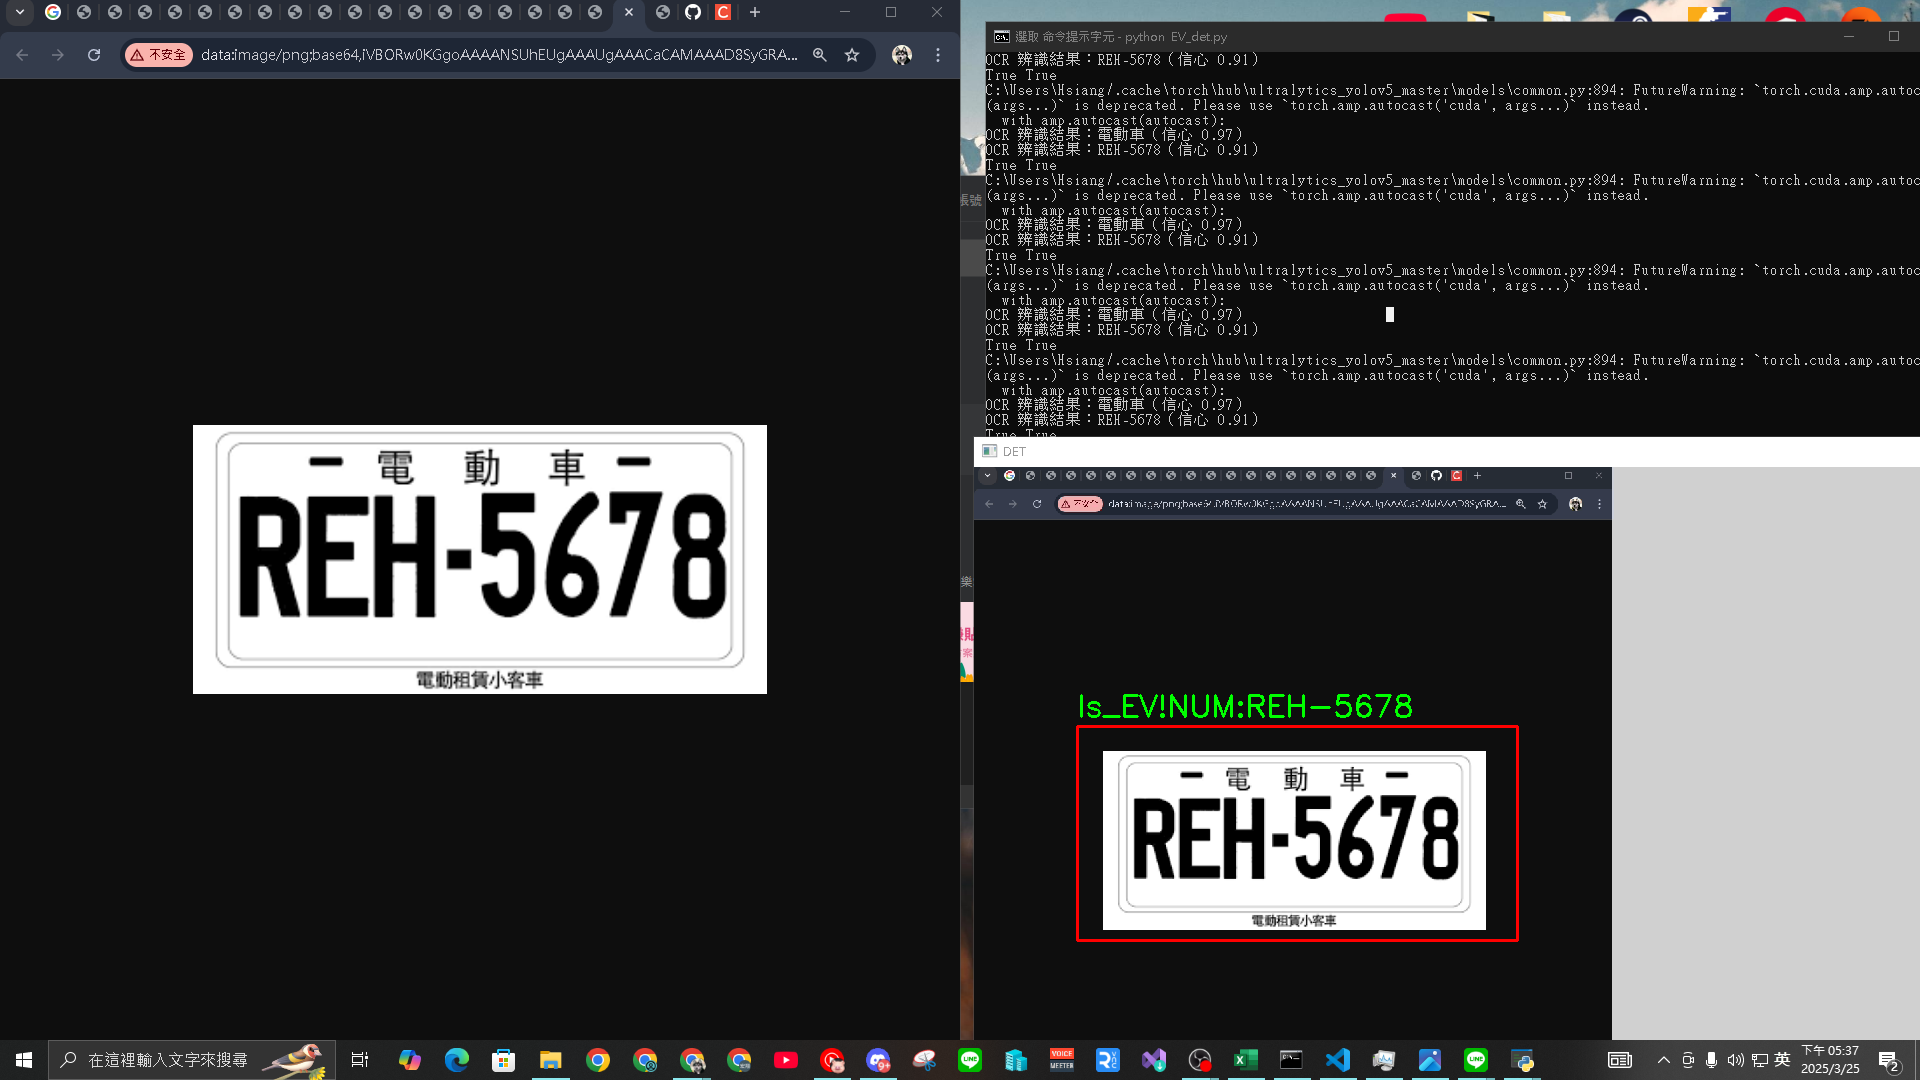 不安全 data:image/png;base64,iVBORw0KGgoAAAANSUhEUgAAAUgAAACaCAMAAAD8SyGRA...
電 動 車
REH-5678
電動租賃小客車
選取 命令提示字元 - python EV_det.py
OCR 辨識結果：REH-5678（信心 0.91）
True True
C:\Users\Hsiang/.cache\torch\hub\ultralytics_yolov5_master\models\common.py:894: FutureWarning: `torch.cuda.amp.autoc
(args...)` is deprecated. Please use `torch.amp.autocast('cuda', args...)` instead.
with amp.autocast(autocast):
OCR 辨識結果：電動車（信心 0.97）
OCR 辨識結果：REH-5678（信心 0.91）
True True
C:\Users\Hsiang/.cache\torch\hub\ultralytics_yolov5_master\models\common.py:894: FutureWarning: `torch.cuda.amp.autoc
(args...)` is deprecated. Please use `torch.amp.autocast('cuda', args...)` instead.
with amp.autocast(autocast):
OCR 辨識結果：電動車（信心 0.97）
OCR 辨識結果：REH-5678（信心 0.91）
True True
C:\Users\Hsiang/.cache\torch\hub\ultralytics_yolov5_master\models\common.py:894: FutureWarning: `torch.cuda.amp.autoc
(args...)` is deprecated. Please use `torch.amp.autocast('cuda', args...)` instead.
with amp.autocast(autocast):
OCR 辨識結果：電動車（信心 0.97）
OCR 辨識結果：REH-5678（信心 0.91）
True True
C:\Users\Hsiang/.cache\torch\hub\ultralytics_yolov5_master\models\common.py:894: FutureWarning: `torch.cuda.amp.autoc
(args...)` is deprecated. Please use `torch.amp.autocast('cuda', args...)` instead.
with amp.autocast(autocast):
OCR 辨識結果：電動車（信心 0.97）
OCR 辨識結果：REH-5678（信心 0.91）
True True
帳號
樂
DET
不安全
Is_EV!NUM:REH-5678
電 動 車
REH-5678
電動租賃小客車
在這裡輸入文字來搜尋
VOICE
MEETER
英
下午 05:37
2025/3/25
2